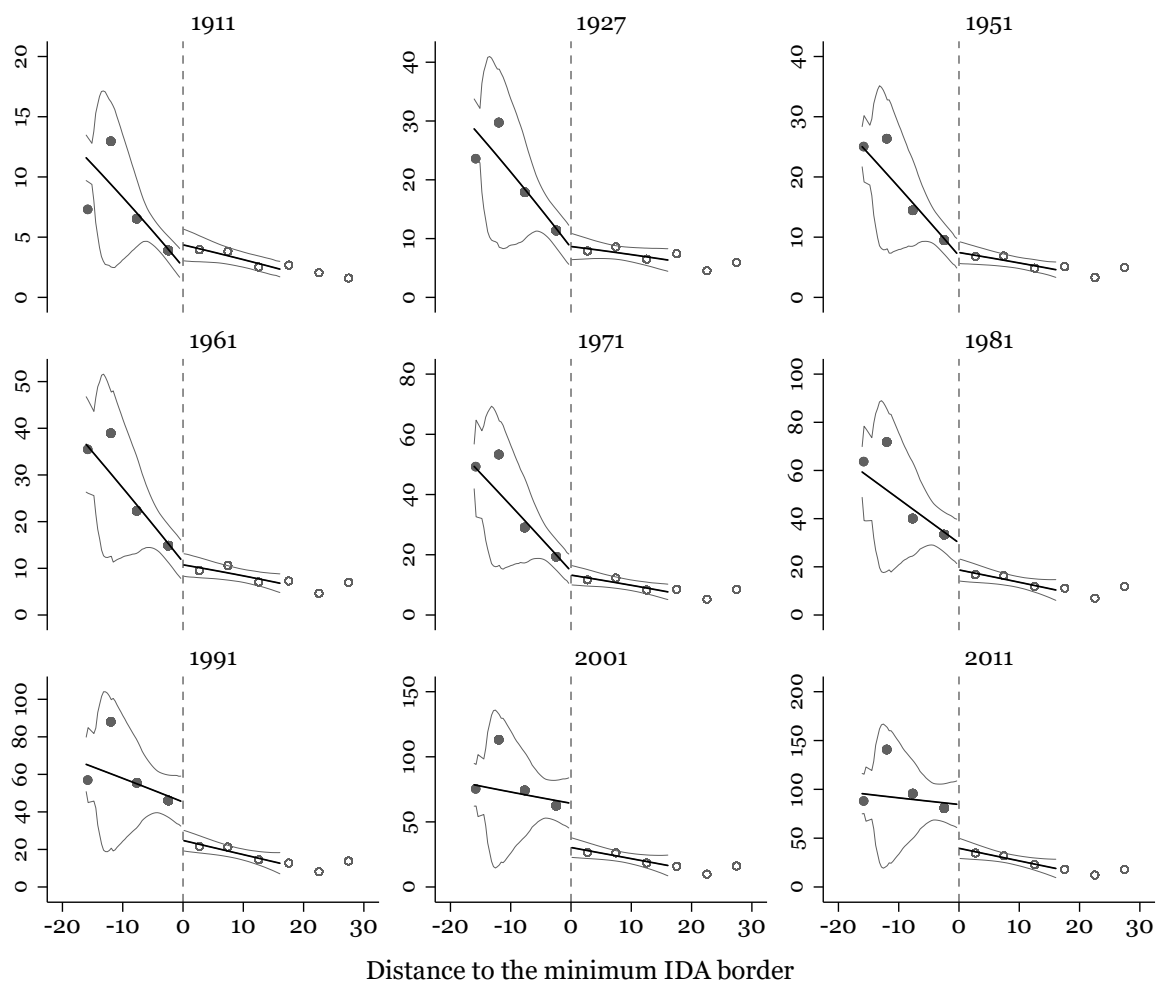 1911 1927 1951
20 15 10 5 0
40 30 20 10 0
40 30 20 10 0
1961 1971 1981
50 40 30 20 10 0
80 60 40 20 0
100 80 60 40 20 0
1991 2001 2011
100 80 60 40 20 0
150 100 50 0
200 150 100 50 0
-20 -10 0 10 20 30 -20 -10 0 10 20 30 -20 -10 0 10 20 30
Distance to the minimum IDA border